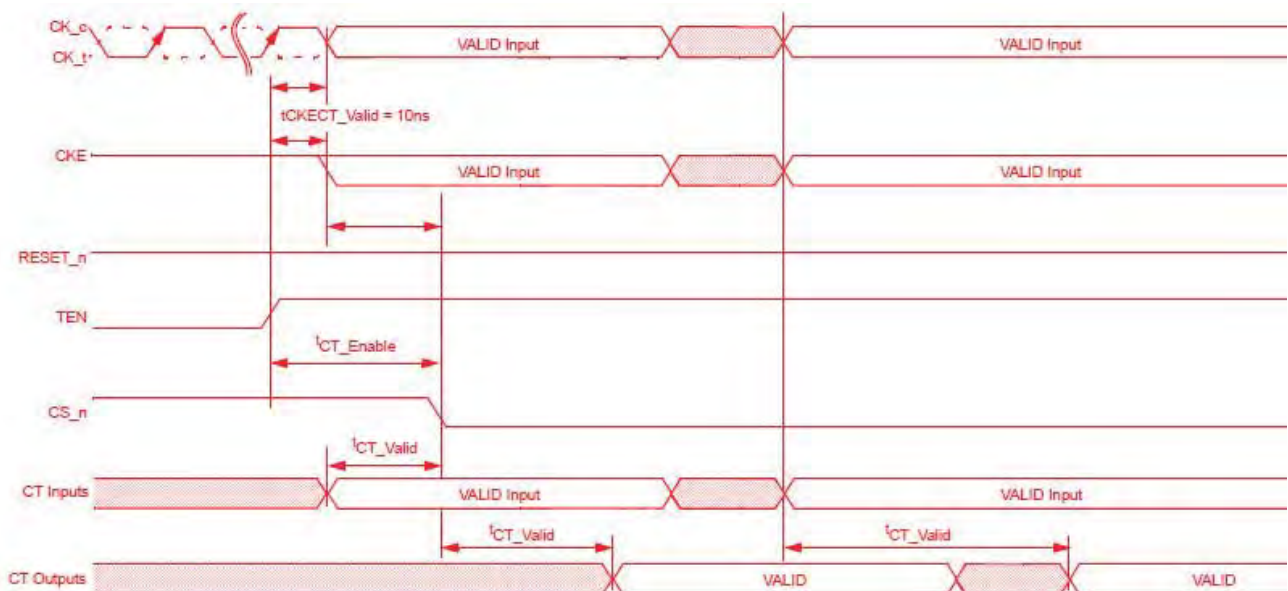 CK_c
VALID Input
VALID Input
CK_t
tCKECT_Valid = 10ns
CKE
VALID Input
VALID Input
RESET_n
TEN
tCT_Enable
CS_n
tCT_Valid
CT Inputs
VALID Input
VALID Input
tCT_Valid
tCT_Valid
CT Outputs
VALID
VALID